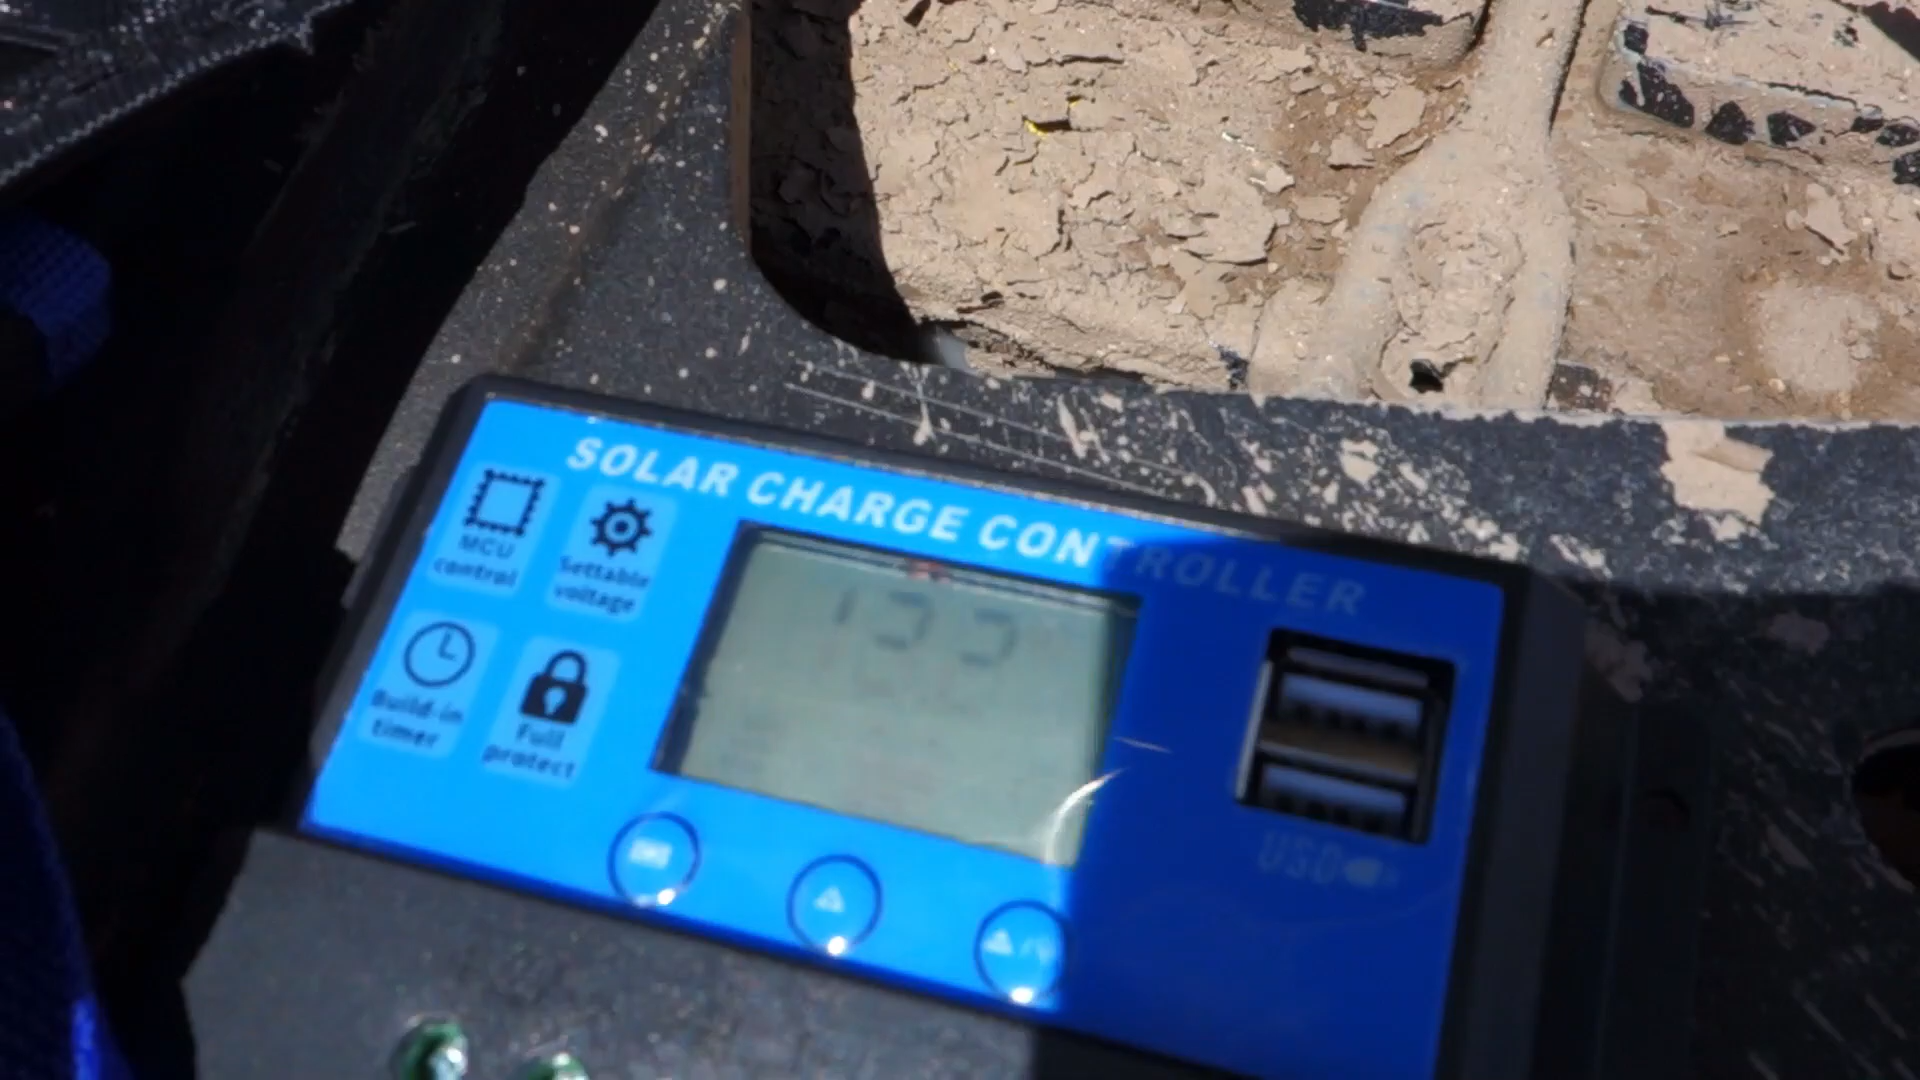 SOLAR CHARGE CONTROLLER
MCU
control
Settable
voltage
Build-in
timer
Full
protect
USB